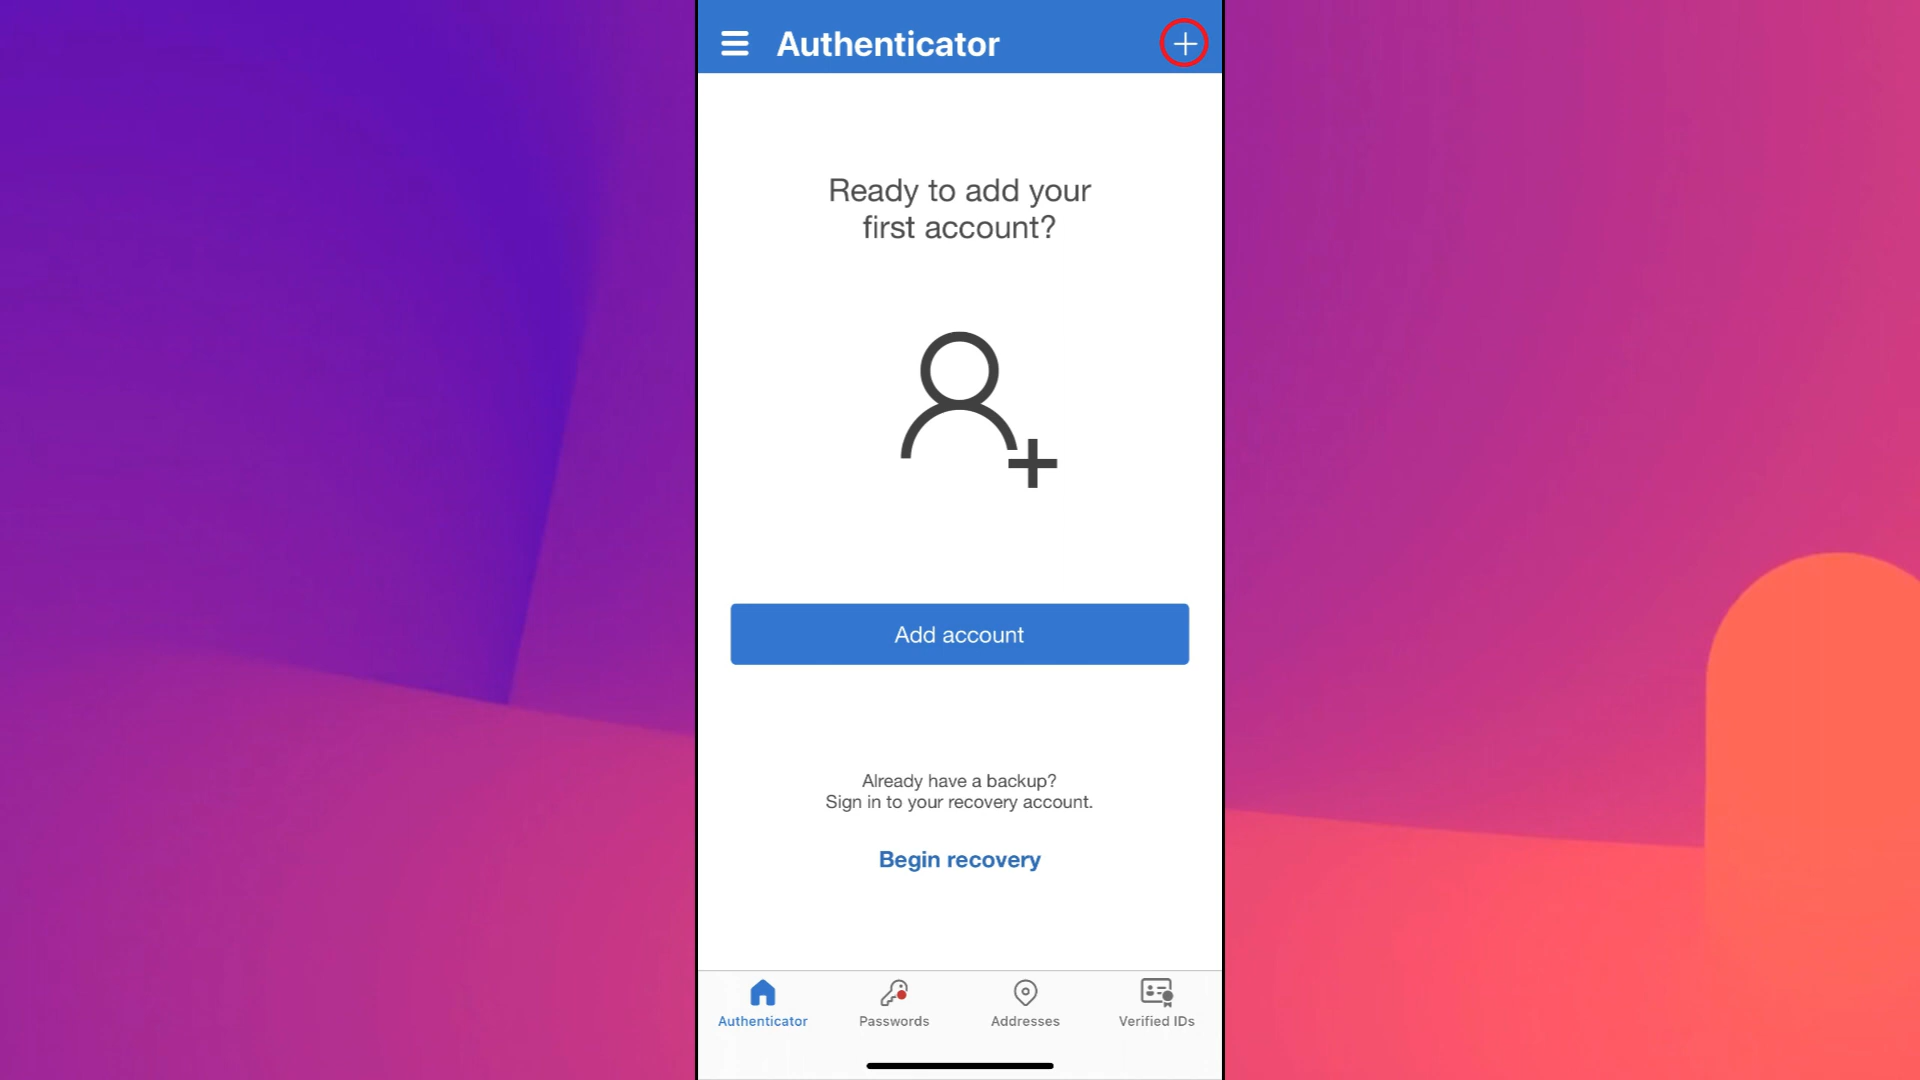 Authenticator
Ready to add your
first account?
Add account
Already have a backup?
Sign in to your recovery account.
Begin recovery
Authenticator
Passwords
Addresses
Verified IDs